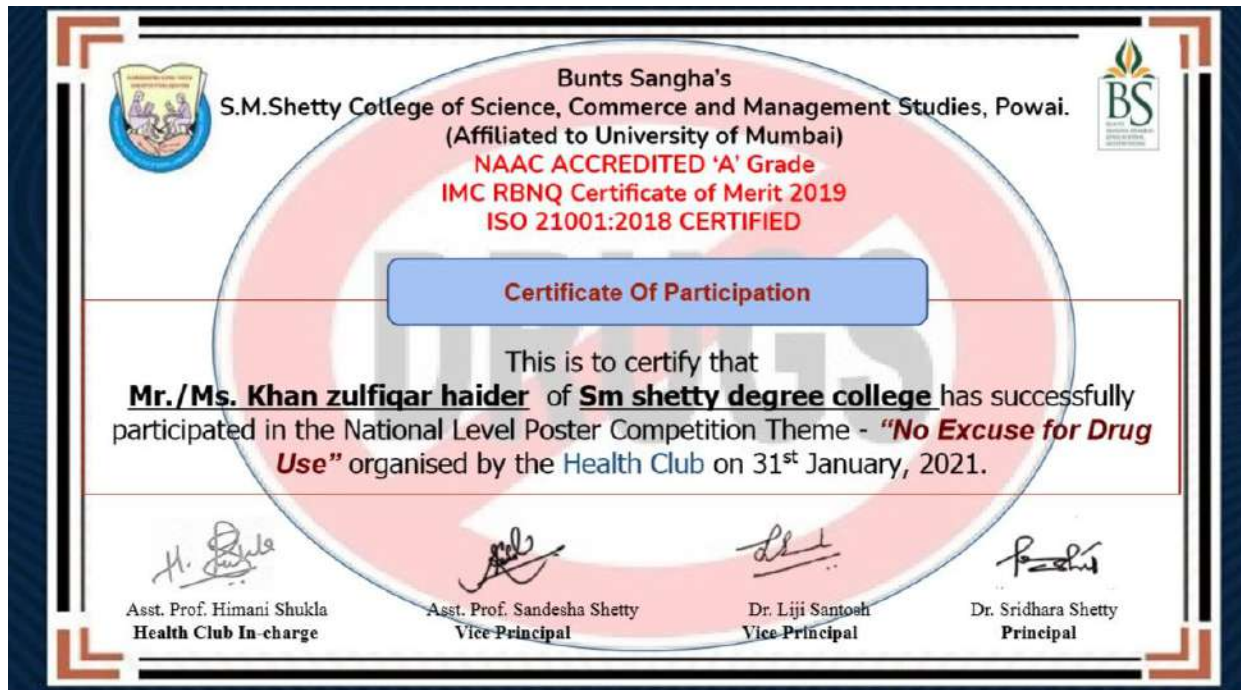 Bunts Sangha's
S.M.Shetty College of Science, Commerce and Management Studies, Powai.
(Affiliated to University of Mumbai)
NAAC ACCREDITED ‘A’ Grade
IMC RBNQ Certificate of Merit 2019
ISO 21001:2018 CERTIFIED
BS
DRUGS
Certificate Of Participation
This is to certify that
Mr./Ms. Khan zulfiqar haider of Sm shetty degree college has successfully
participated in the National Level Poster Competition Theme - “No Excuse for Drug
Use” organised by the Health Club on 31st January, 2021.
H. Shukla
Asst. Prof. Himani Shukla
Health Club In-charge
Asst. Prof. Sandesha Shetty
Vice Principal
Dr. Liji Santosh
Vice Principal
Dr. Sridhara Shetty
Principal